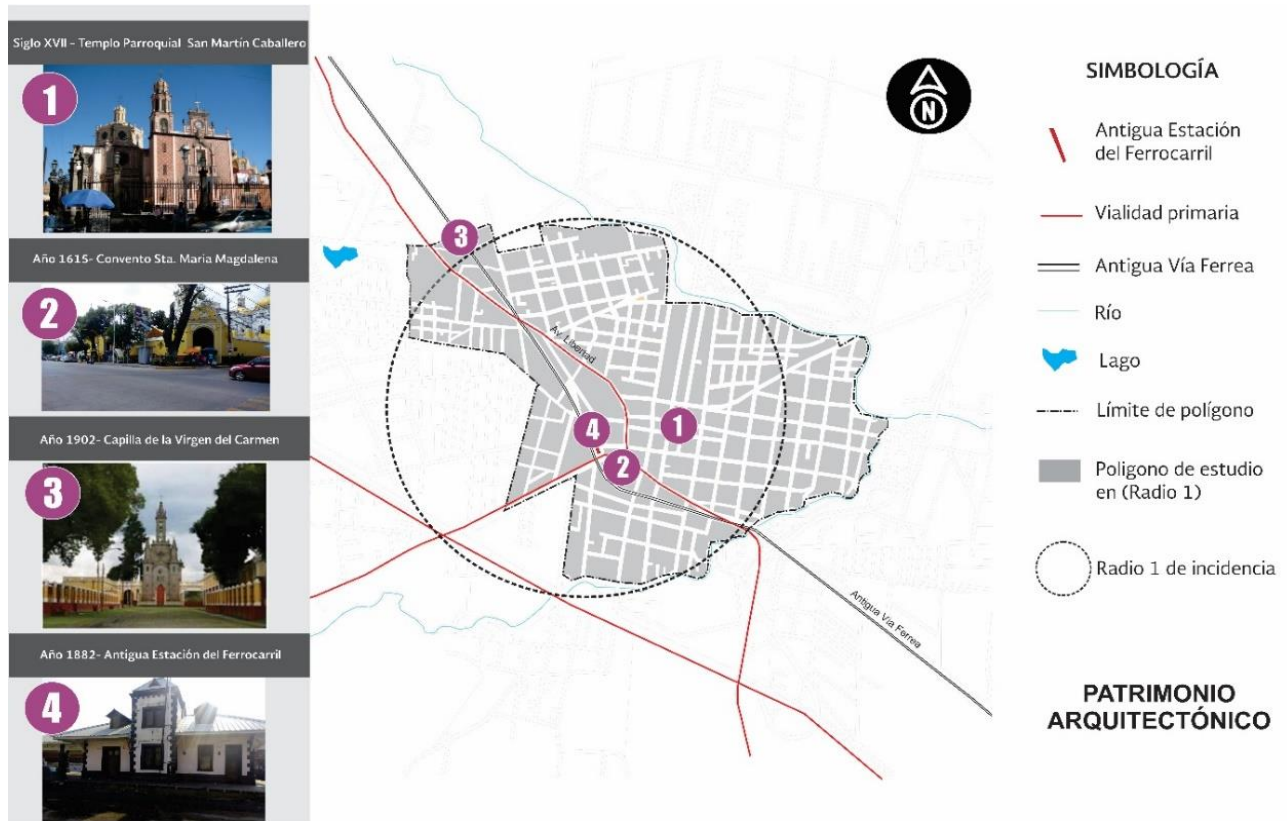 Siglo XVII - Templo Parroquial San Martín Caballero
1
Año 1615- Convento Sta. Maria Magdalena
2
Año 1902- Capilla de la Virgen del Carmen
3
Año 1882- Antigua Estación del Ferrocarril
4
N
3
Av. Libertad
4
1
2
Antigua Vía Ferrea
SIMBOLOGÍA
Antigua Estación
del Ferrocarril
Vialidad primaria
Antigua Vía Ferrea
Río
Lago
Límite de polígono
Poligono de estudio
en (Radio 1)
Radio 1 de incidencia
PATRIMONIO
ARQUITECTÓNICO